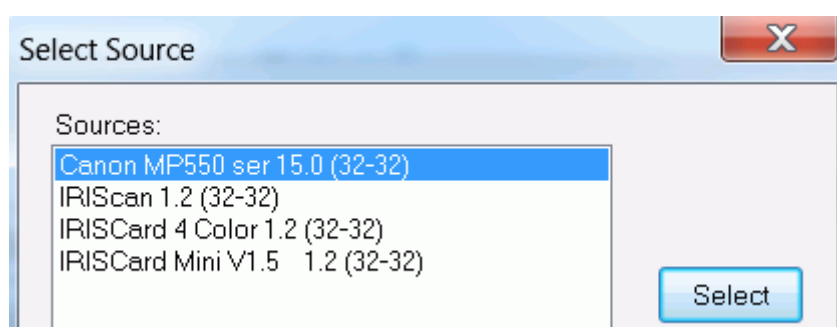 Select Source
Sources:
Canon MP550 ser 15.0 (32-32)
IRIScan 1.2 (32-32)
IRISCard 4 Color 1.2 (32-32)
IRISCard Mini V1.5   1.2 (32-32)
Select